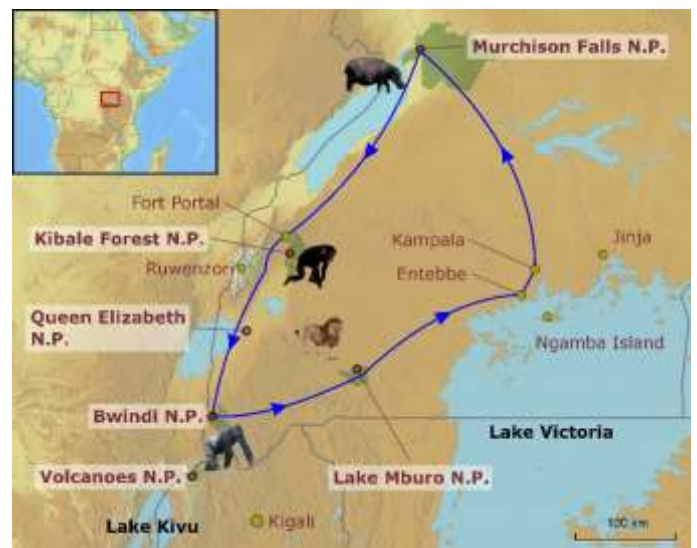 Murchison Falls N.P.
Fort Portal
Kibale Forest N.P.
Ruwenzori
Kampala
Jinja
Entebbe
Queen Elizabeth
N.P.
Ngamba Island
Bwindi N.P.
Lake Victoria
Volcanoes N.P.
Lake Mburo N.P.
Lake Kivu
Kigali
100 km